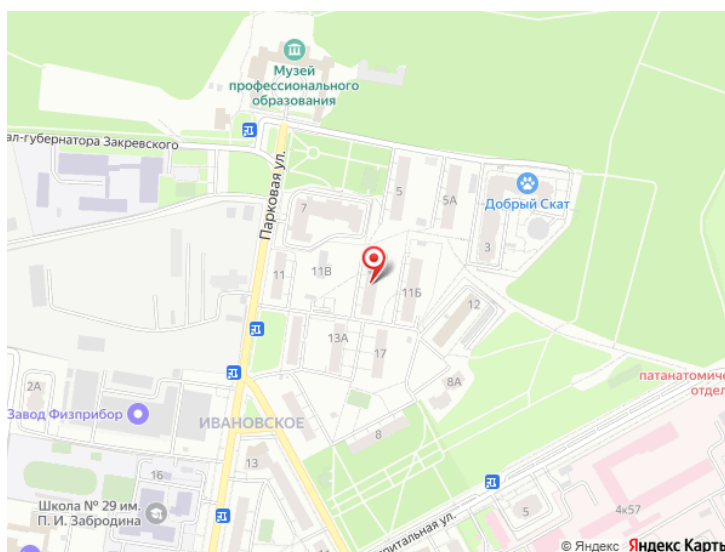 Музей
профессионального
образования
ал-губернатора Закревского
Парковая ул.
5
5А
Добрый Скат
7
3
11
11В
11Б
12
13А
17
2А
8А
патанатомиче
отдел
Завод Физприбор
ИВАНОВСКОЕ
8
13
16
Школа № 29 им.
П. И. Забродина
спитальная ул.
5
4к57
© Яндекс Яндекс Карты